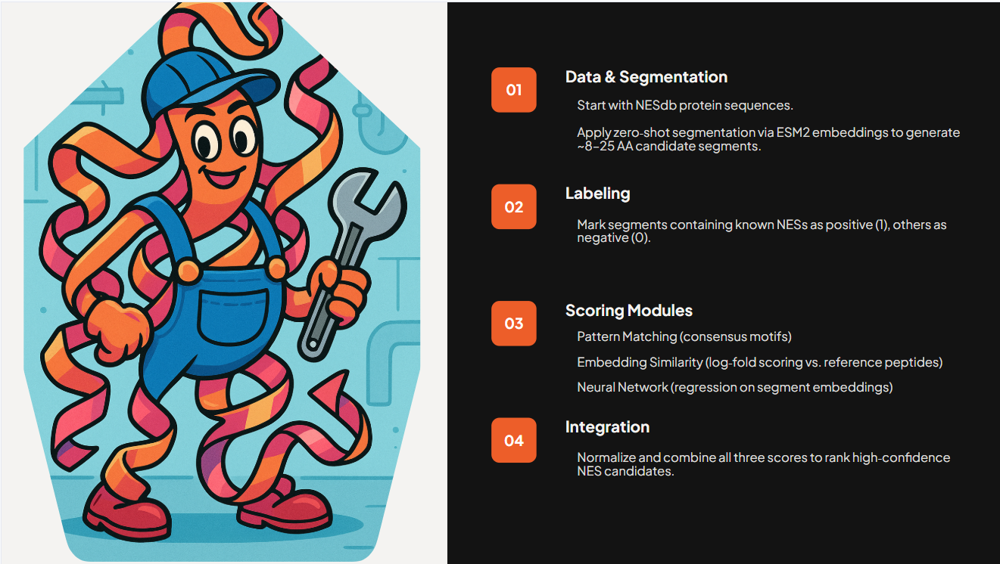 01
Data & Segmentation
Start with NESdb protein sequences.
Apply zero-shot segmentation via ESM2 embeddings to generate
~8–25 AA candidate segments.
02
Labeling
Mark segments containing known NESs as positive (1), others as
negative (0).
03
Scoring Modules
Pattern Matching (consensus motifs)
Embedding Similarity (log-fold scoring vs. reference peptides)
Neural Network (regression on segment embeddings)
04
Integration
Normalize and combine all three scores to rank high-confidence
NES candidates.